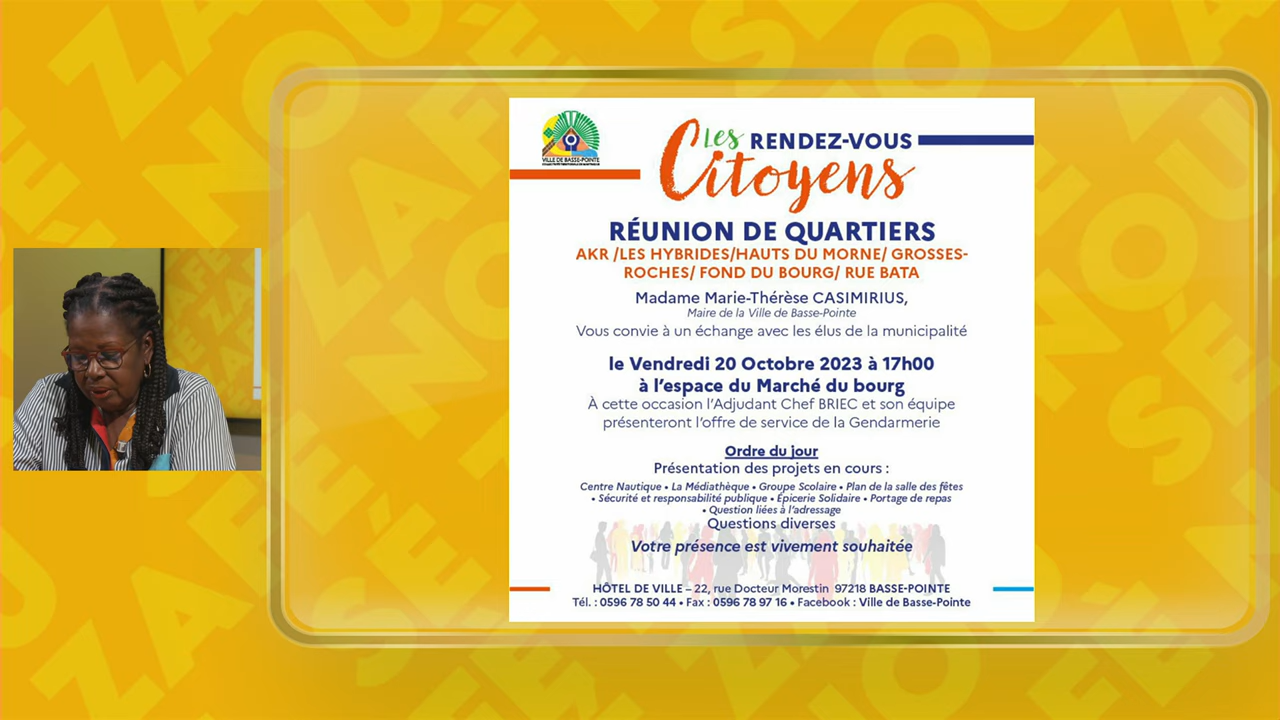 VILLE DE BASSE-POINTE
Les RENDEZ-VOUS
Citoyens
RÉUNION DE QUARTIERS
AKR /LES HYBRIDES/HAUTS DU MORNE/ GROSSES-
ROCHES/ FOND DU BOURG/ RUE BATA
Madame Marie-Thérèse CASIMIRIUS,
Maire de la Ville de Basse-Pointe
Vous convie à un échange avec les élus de la municipalité
le Vendredi 20 Octobre 2023 à 17h00
à l'espace du Marché du bourg
À cette occasion l'Adjudant Chef BRIEC et son équipe
présenteront l'offre de service de la Gendarmerie
Ordre du jour
Présentation des projets en cours :
Centre Nautique • La Médiathèque • Groupe Scolaire • Plan de la salle des fêtes
• Sécurité et responsabilité publique • Épicerie Solidaire • Portage de repas
• Question liées à l'adressage
Questions diverses
Votre présence est vivement souhaitée
HÔTEL DE VILLE – 22, rue Docteur Morestin 97218 BASSE-POINTE
Tél. : 0596 78 50 44 • Fax : 0596 78 97 16 • Facebook : Ville de Basse-Pointe